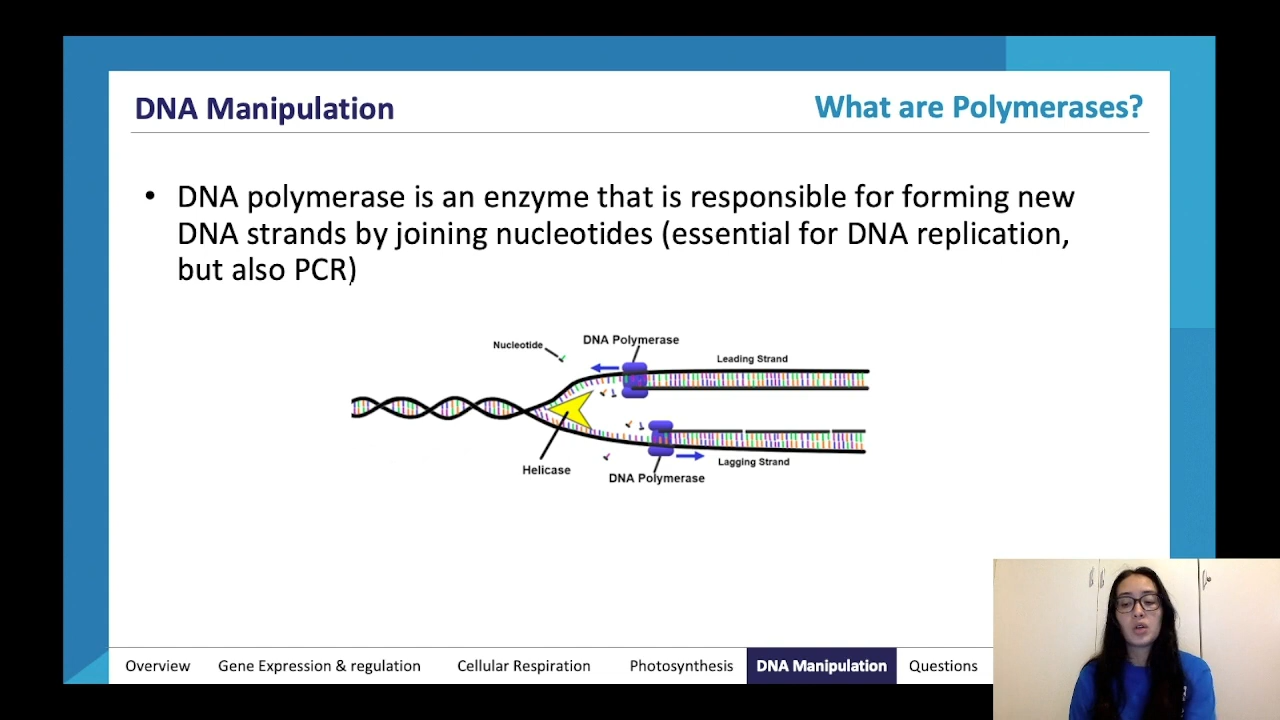 DNA Manipulation
What are Polymerases?
• DNA polymerase is an enzyme that is responsible for forming new
DNA strands by joining nucleotides (essential for DNA replication,
but also PCR)
Nucleotide
DNA Polymerase
Leading Strand
Helicase
DNA Polymerase
Lagging Strand
Overview
Gene Expression & regulation
Cellular Respiration
Photosynthesis
DNA Manipulation
Questions